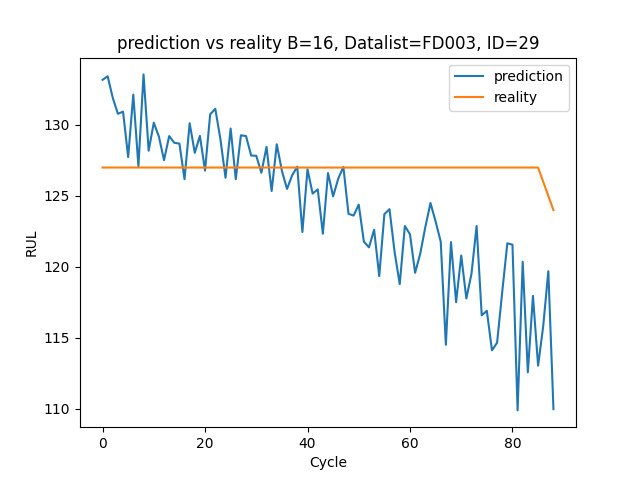 prediction vs reality B=16, Datalist=FD003, ID=29
prediction
reality
130
125
120
115
110
RUL
0 20 40 60 80
Cycle